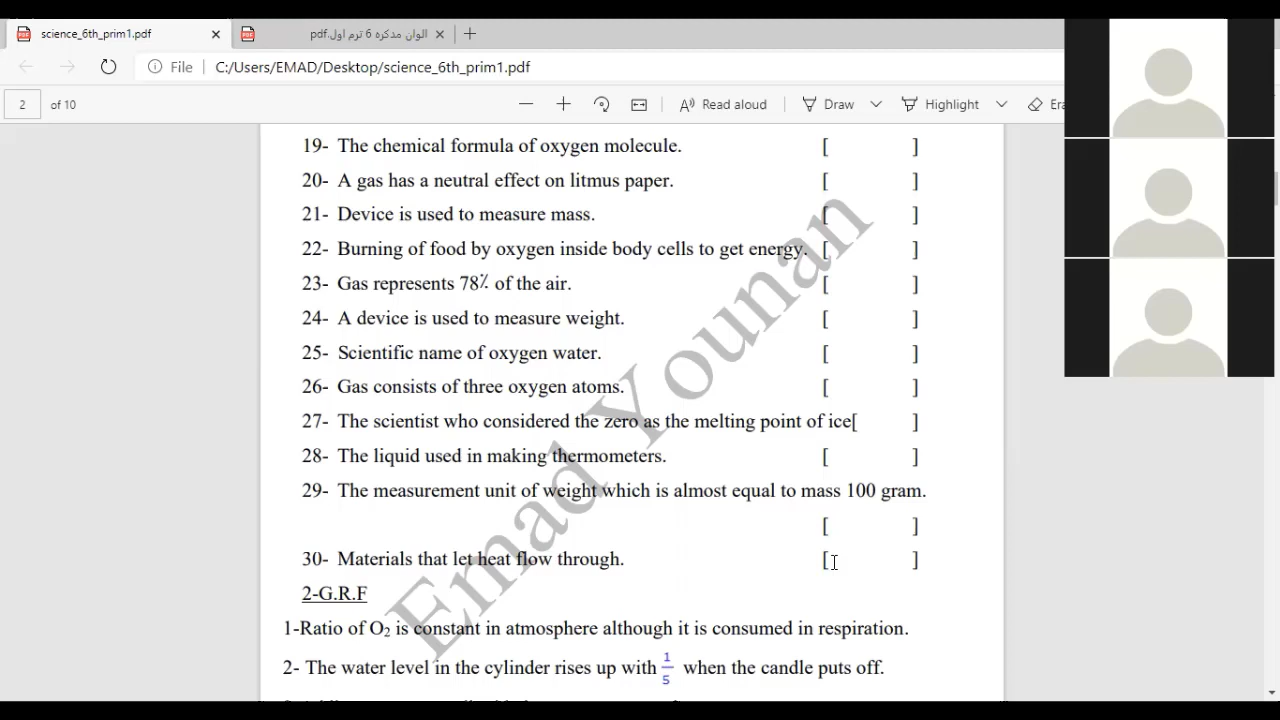 science_6th_prim1.pdf
الوان مذكره 6 ترم اول.pdf
File C:/Users/EMAD/Desktop/science_6th_prim1.pdf
2 of 10 Read aloud Draw Highlight Era
19- The chemical formula of oxygen molecule. [ ]
20- A gas has a neutral effect on litmus paper. [ ]
21- Device is used to measure mass. [ ]
22- Burning of food by oxygen inside body cells to get energy. [ ]
23- Gas represents 78٪ of the air. [ ]
24- A device is used to measure weight. [ ]
25- Scientific name of oxygen water. [ ]
26- Gas consists of three oxygen atoms. [ ]
27- The scientist who considered the zero as the melting point of ice[ ]
28- The liquid used in making thermometers. [ ]
29- The measurement unit of weight which is almost equal to mass 100 gram.
[ ]
30- Materials that let heat flow through. [ ]
2-G.R.F
1-Ratio of O₂ is constant in atmosphere although it is consumed in respiration.
2- The water level in the cylinder rises up with 1/5 when the candle puts off.
Emad Younan